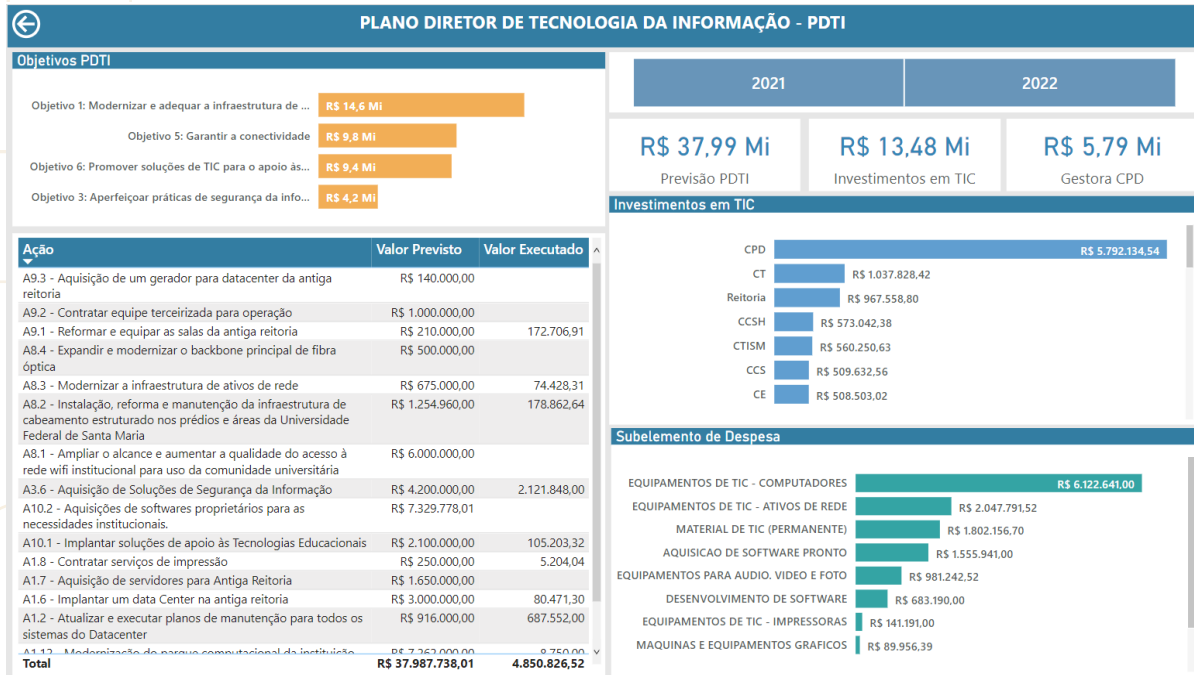 PLANO DIRETOR DE TECNOLOGIA DA INFORMAÇÃO - PDTI
Objetivos PDTI
Objetivo 1: Modernizar e adequar a infraestrutura de ... R$ 14,6 Mi
Objetivo 5: Garantir a conectividade R$ 9,8 Mi
Objetivo 6: Promover soluções de TIC para o apoio às... R$ 9,4 Mi
Objetivo 3: Aperfeiçoar práticas de segurança da info... R$ 4,2 Mi
Ação Valor Previsto Valor Executado
A9.3 - Aquisição de um gerador para datacenter da antiga R$ 140.000,00
reitoria
A9.2 - Contratar equipe terceirizada para operação R$ 1.000.000,00
A9.1 - Reformar e equipar as salas da antiga reitoria R$ 210.000,00 172.706,91
A8.4 - Expandir e modernizar o backbone principal de fibra R$ 500.000,00
óptica
A8.3 - Modernizar a infraestrutura de ativos de rede R$ 675.000,00 74.428,31
A8.2 - Instalação, reforma e manutenção da infraestrutura de R$ 1.254.960,00 178.862,64
cabeamento estruturado nos prédios e áreas da Universidade
Federal de Santa Maria
A8.1 - Ampliar o alcance e aumentar a qualidade do acesso à R$ 6.000.000,00
rede wifi institucional para uso da comunidade universitária
A3.6 - Aquisição de Soluções de Segurança da Informação R$ 4.200.000,00 2.121.848,00
A10.2 - Aquisições de softwares proprietários para as R$ 7.329.778,01
necessidades institucionais.
A10.1 - Implantar soluções de apoio às Tecnologias Educacionais R$ 2.100.000,00 105.203,32
A1.8 - Contratar serviços de impressão R$ 250.000,00 5.204,04
A1.7 - Aquisição de servidores para Antiga Reitoria R$ 1.650.000,00
A1.6 - Implantar um data Center na antiga reitoria R$ 3.000.000,00 80.471,30
A1.2 - Atualizar e executar planos de manutenção para todos os R$ 916.000,00 687.552,00
sistemas do Datacenter
A1.12 - Modernização do parque computacional da instituição R$ 7.262.000,00 8.750,00
Total R$ 37.987.738,01 4.850.826,52
2021 2022
R$ 37,99 Mi R$ 13,48 Mi R$ 5,79 Mi
Previsão PDTI Investimentos em TIC Gestora CPD
Investimentos em TIC
CPD R$ 5.792.134,54
CT R$ 1.037.828,42
Reitoria R$ 967.558,80
CCSH R$ 573.042,38
CTISM R$ 560.250,63
CCS R$ 509.632,56
CE R$ 508.503,02
Subelemento de Despesa
EQUIPAMENTOS DE TIC - COMPUTADORES R$ 6.122.641,00
EQUIPAMENTOS DE TIC - ATIVOS DE REDE R$ 2.047.791,52
MATERIAL DE TIC (PERMANENTE) R$ 1.802.156,70
AQUISICAO DE SOFTWARE PRONTO R$ 1.555.941,00
EQUIPAMENTOS PARA AUDIO. VIDEO E FOTO R$ 981.242,52
DESENVOLVIMENTO DE SOFTWARE R$ 683.190,00
EQUIPAMENTOS DE TIC - IMPRESSORAS R$ 141.191,00
MAQUINAS E EQUIPAMENTOS GRAFICOS R$ 89.956,39